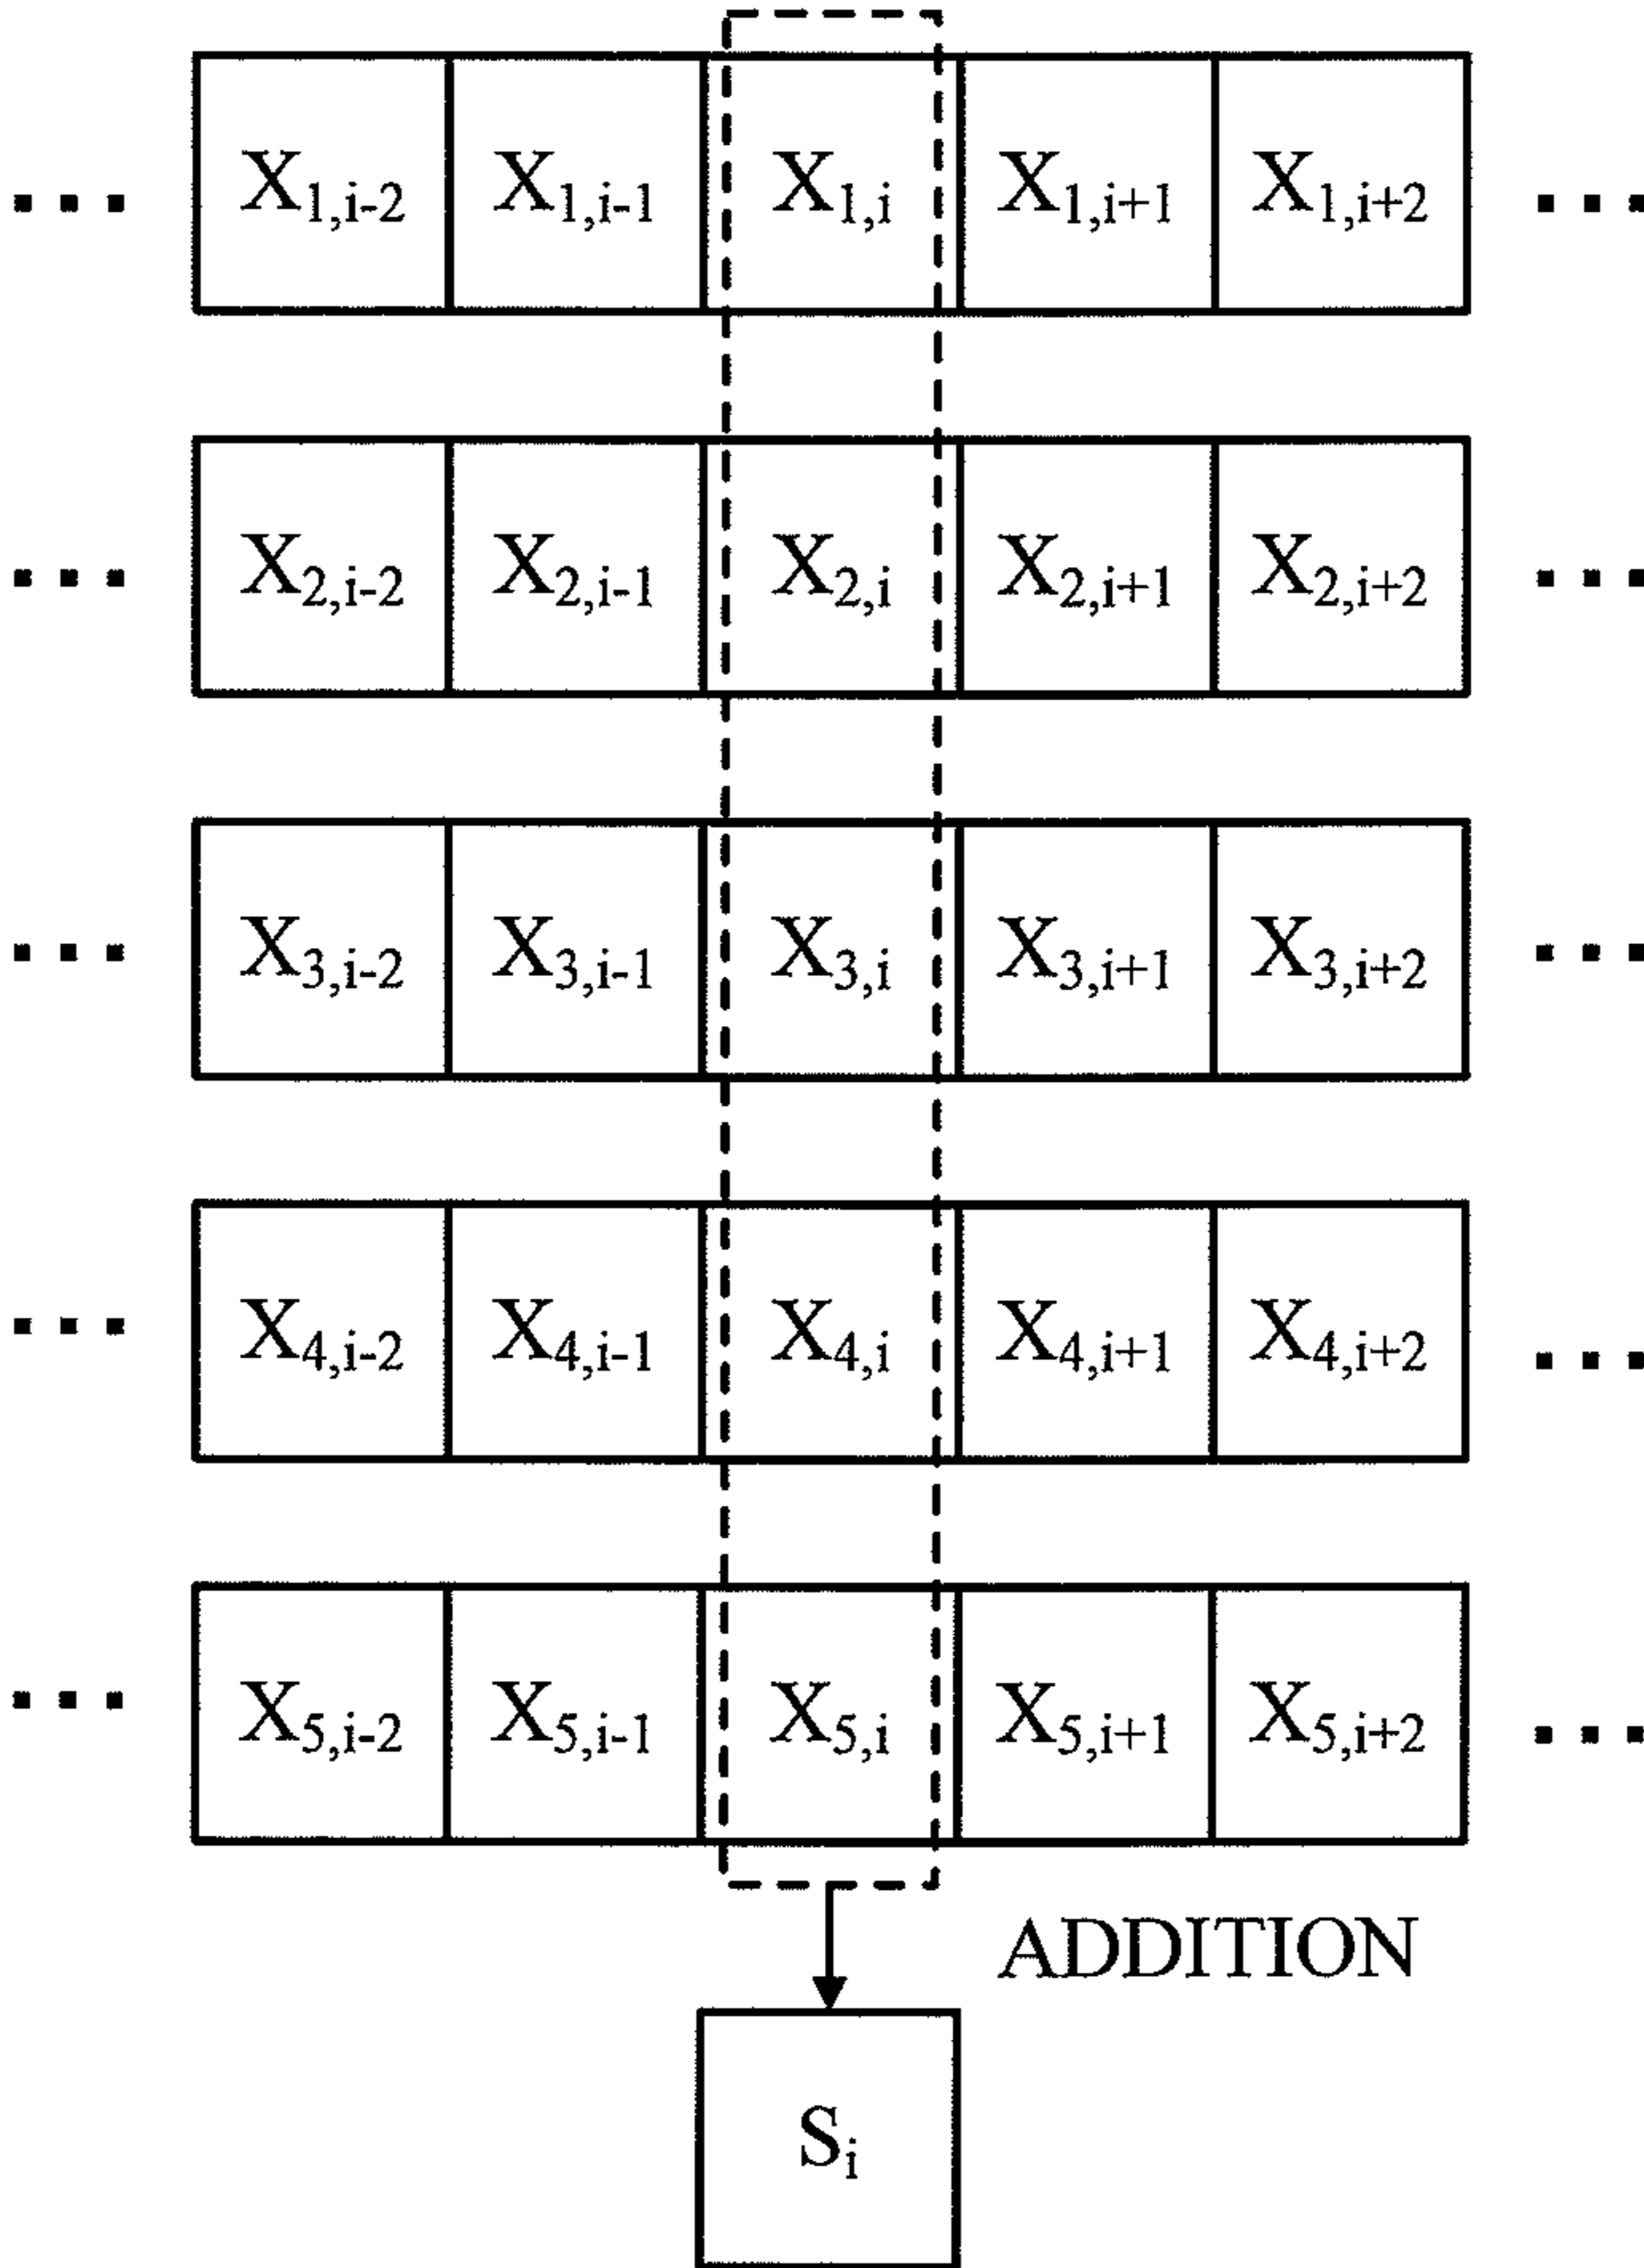 ... X1,i-2 X1,i-1 X1,i X1,i+1 X1,i+2 ...
... X2,i-2 X2,i-1 X2,i X2,i+1 X2,i+2 ...
... X3,i-2 X3,i-1 X3,i X3,i+1 X3,i+2 ...
... X4,i-2 X4,i-1 X4,i X4,i+1 X4,i+2 ...
... X5,i-2 X5,i-1 X5,i X5,i+1 X5,i+2 ...
ADDITION
Si